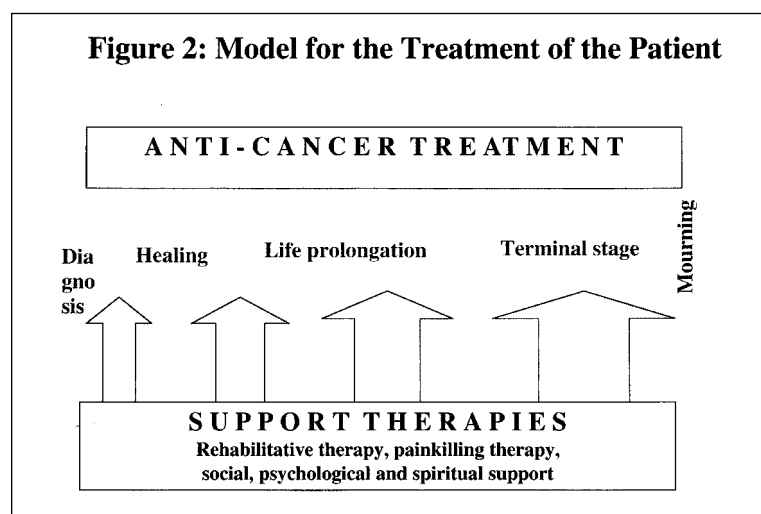 Figure 2: Model for the Treatment of the Patient
ANTI-CANCER TREATMENT
Dia
gno
sis
Healing
Life prolongation
Terminal stage
Mourning
SUPPORT THERAPIES
Rehabilitative therapy, painkilling therapy,
social, psychological and spiritual support